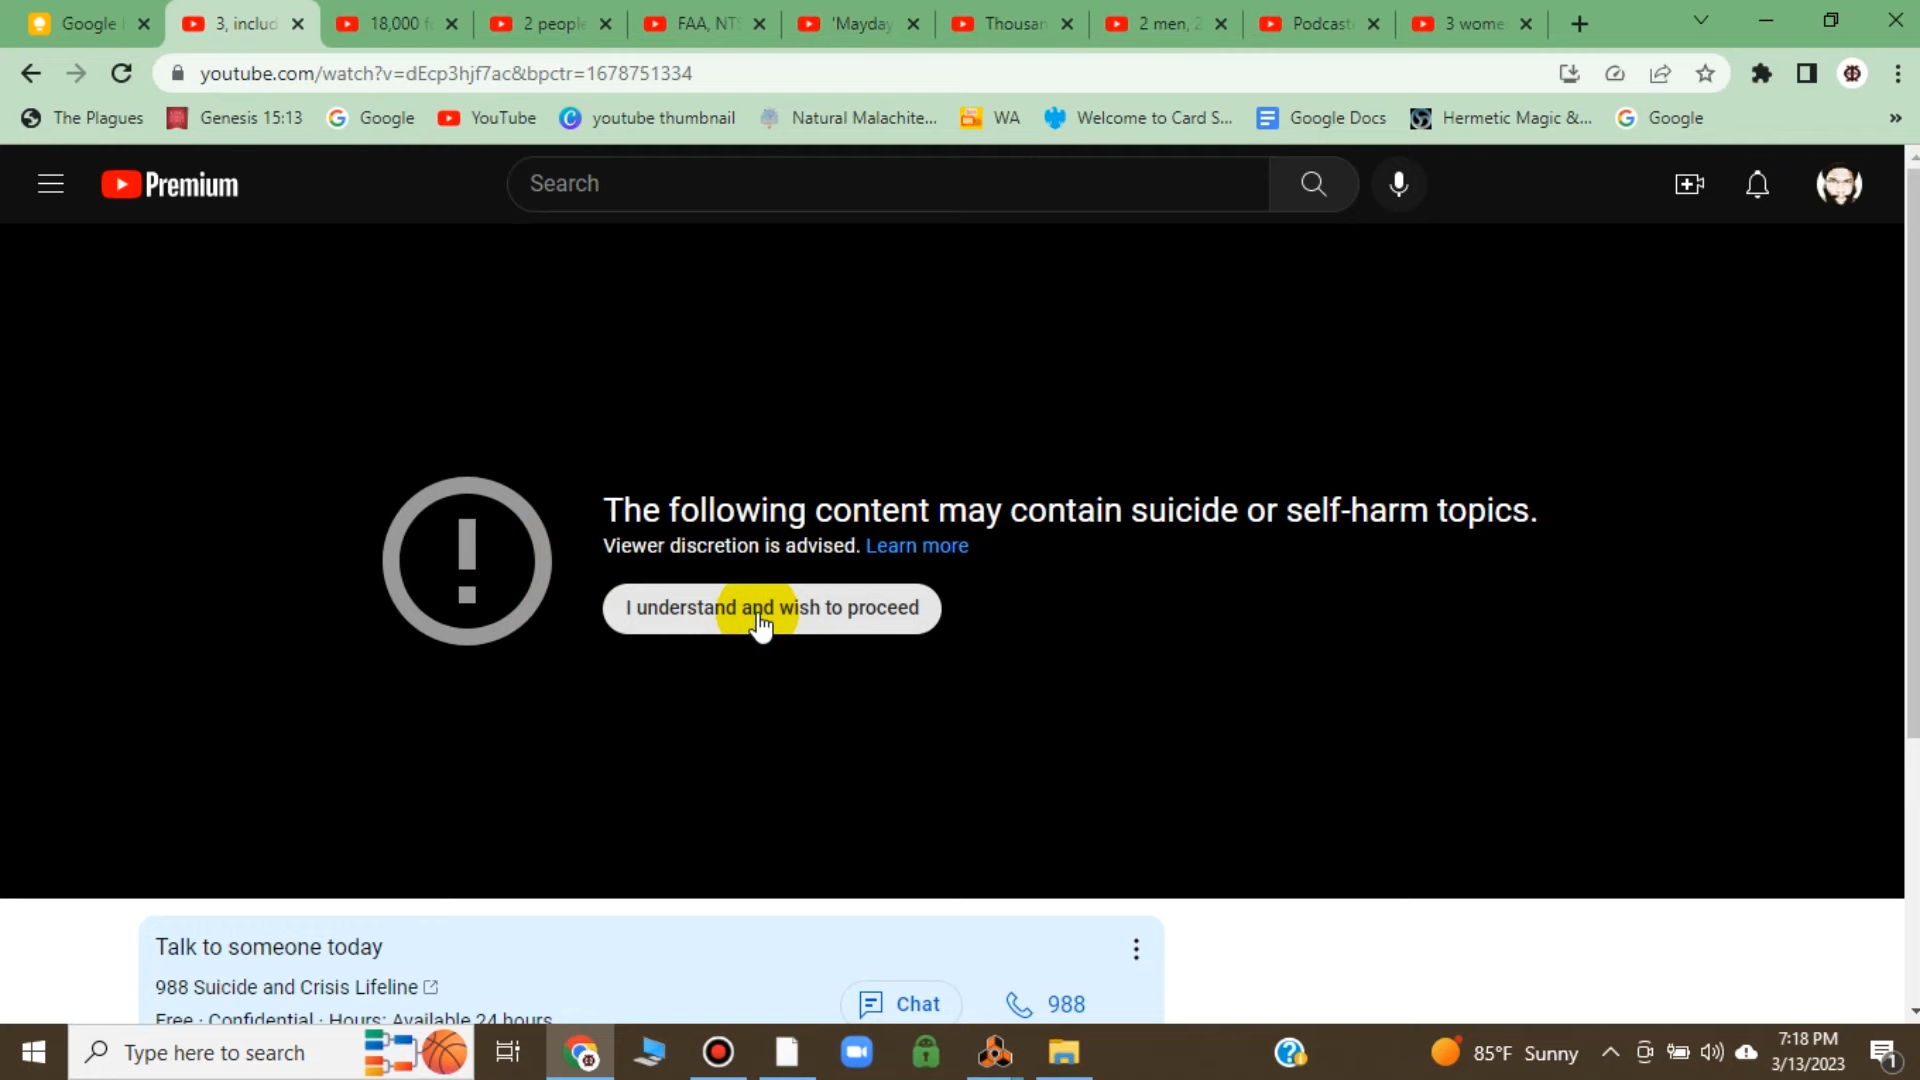 Google
3, includ
18,000 f
2 people
FAA, NTS
'Mayday
Thousan
2 men, 2
Podcast
3 wome
youtube.com/watch?v=dEcp3hjf7ac&bpctr=1678751334
The Plagues
Genesis 15:13
Google
YouTube
youtube thumbnail
Natural Malachite...
WA
Welcome to Card S...
Google Docs
Hermetic Magic &...
Google
»
Premium
Search
The following content may contain suicide or self-harm topics.
Viewer discretion is advised. Learn more
I understand and wish to proceed
Talk to someone today
988 Suicide and Crisis Lifeline
Chat
988
Free · Confidential · Hours: Available 24 hours
Type here to search
85°F Sunny
7:18 PM
3/13/2023
1